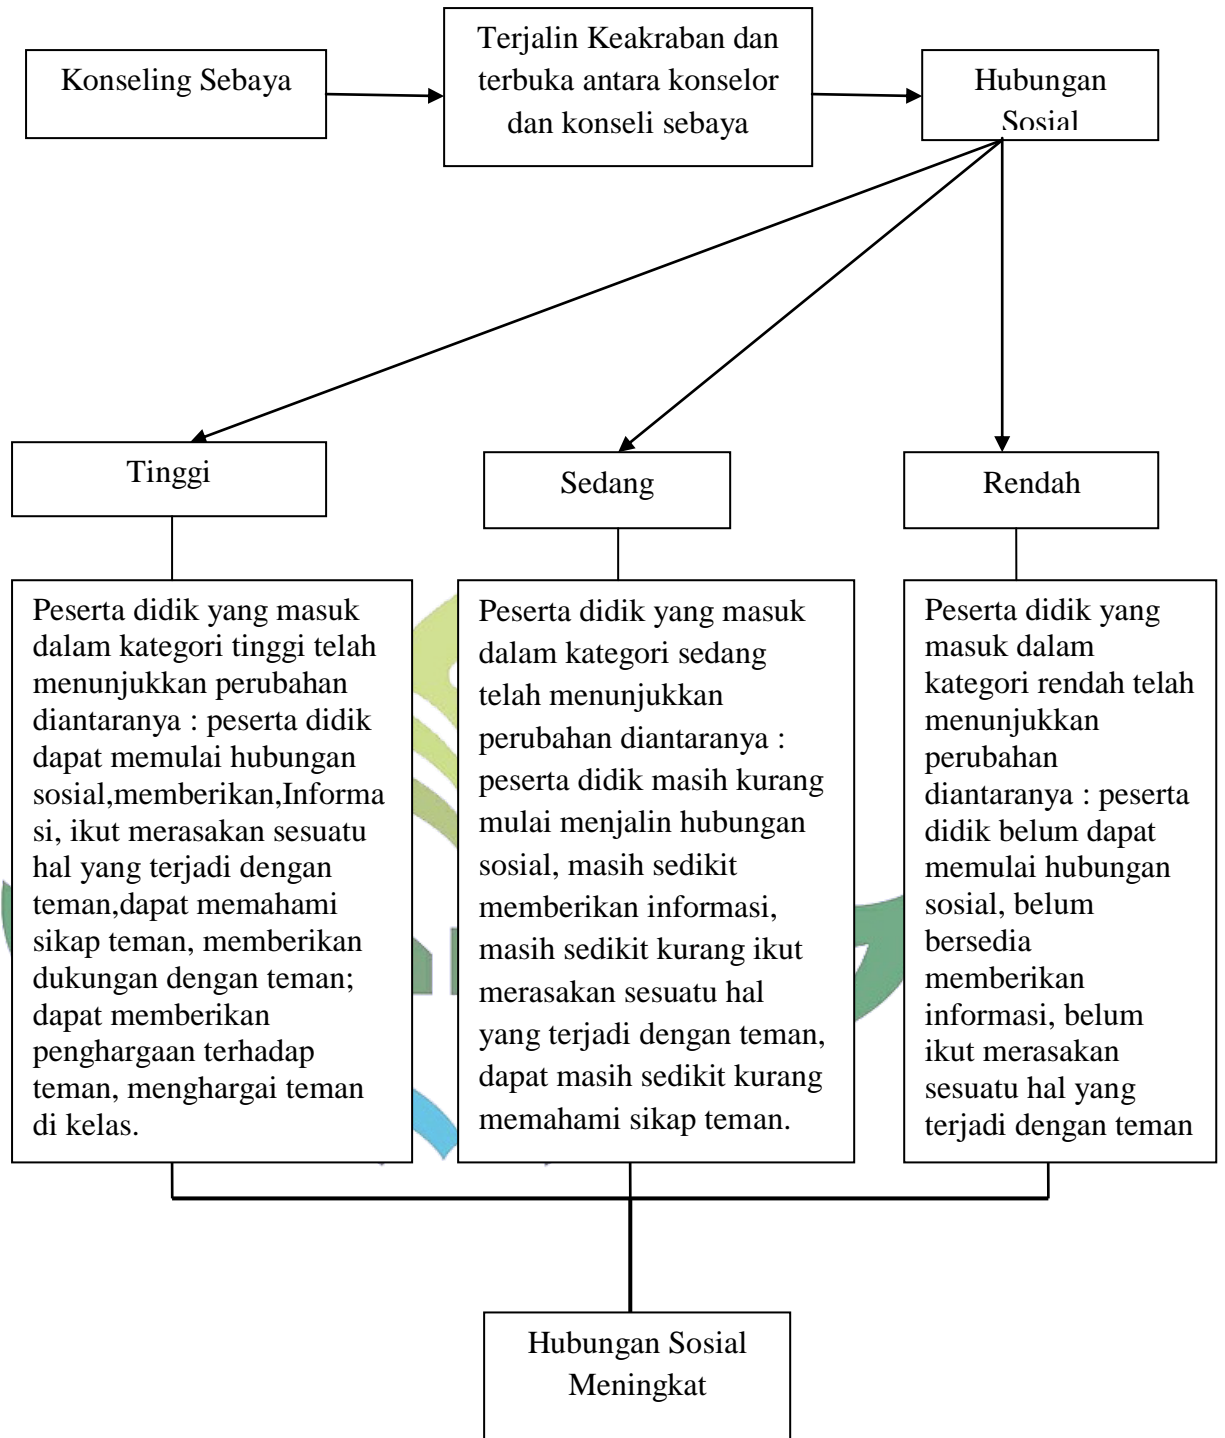 Konseling Sebaya
Terjalin Keakraban dan
terbuka antara konselor
dan konseli sebaya
Hubungan
Sosial
Tinggi
Sedang
Rendah
Peserta didik yang masuk
dalam kategori tinggi telah
menunjukkan perubahan
diantaranya : peserta didik
dapat memulai hubungan
sosial,memberikan,Informa
si, ikut merasakan sesuatu
hal yang terjadi dengan
teman,dapat memahami
sikap teman, memberikan
dukungan dengan teman;
dapat memberikan
penghargaan terhadap
teman, menghargai teman
di kelas.
Peserta didik yang masuk
dalam kategori sedang
telah menunjukkan
perubahan diantaranya :
peserta didik masih kurang
mulai menjalin hubungan
sosial, masih sedikit
memberikan informasi,
masih sedikit kurang ikut
merasakan sesuatu hal
yang terjadi dengan teman,
dapat masih sedikit kurang
memahami sikap teman.
Peserta didik yang
masuk dalam
kategori rendah telah
menunjukkan
perubahan
diantaranya : peserta
didik belum dapat
memulai hubungan
sosial, belum
bersedia
memberikan
informasi, belum
ikut merasakan
sesuatu hal yang
terjadi dengan teman
Hubungan Sosial
Meningkat